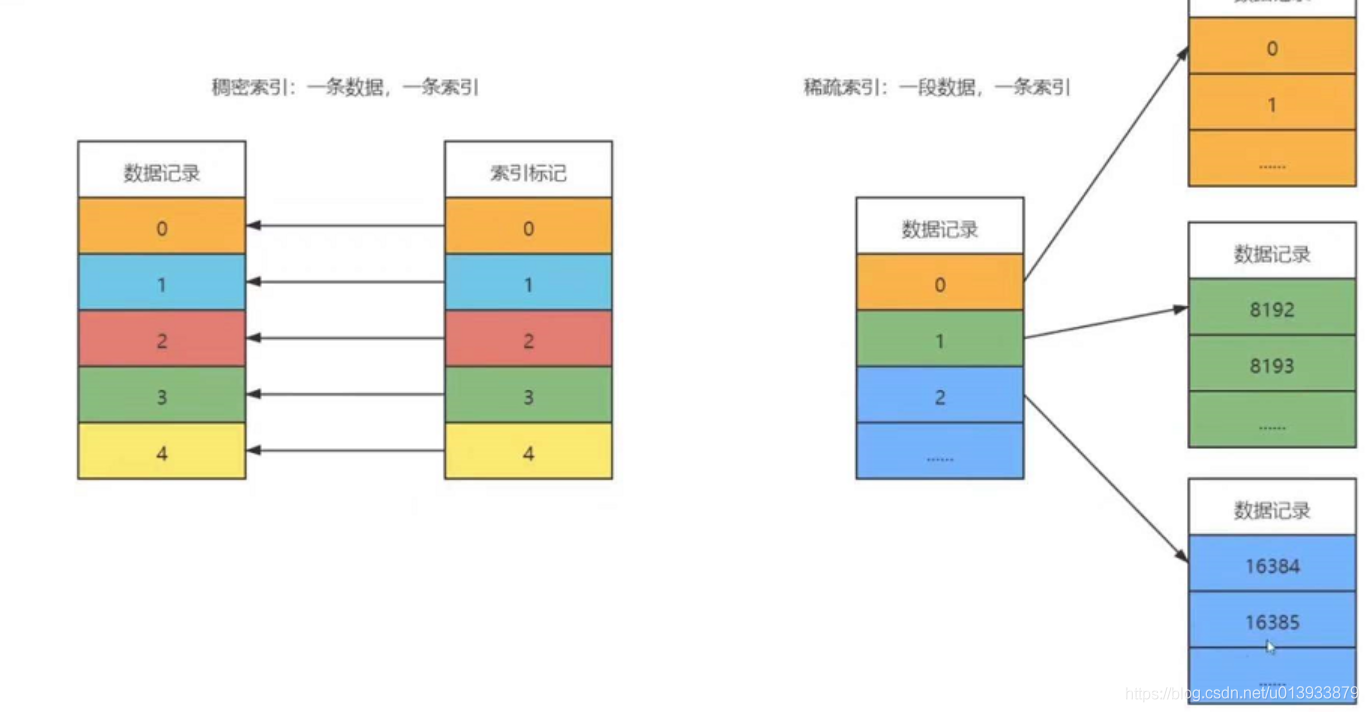 稠密索引：一条数据，一条索引
数据记录
0
1
2
3
4
索引标记
0
1
2
3
4
稀疏索引：一段数据，一条索引
数据记录
0
1
2
......
0
1
......
数据记录
8192
8193
......
数据记录
16384
16385
......
https://blog.csdn.net/u013933879